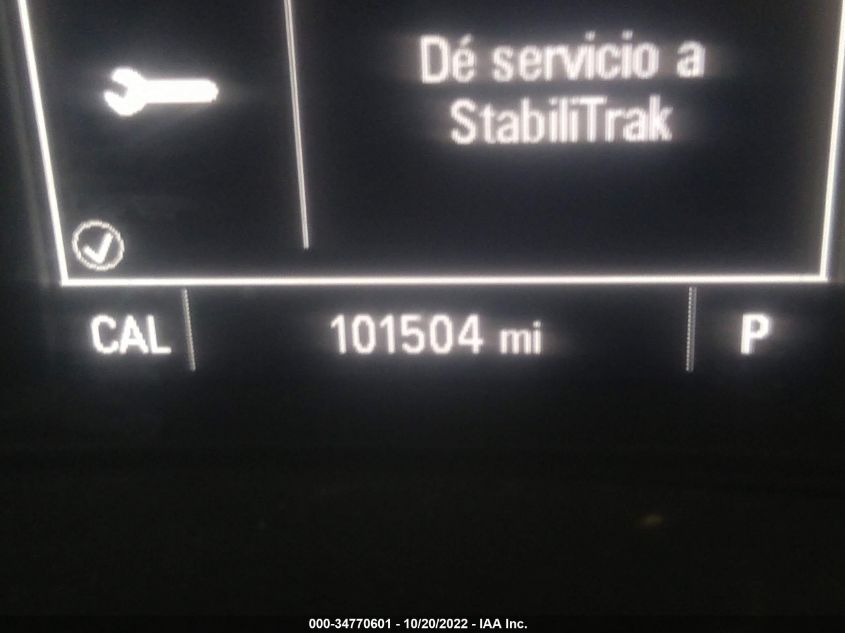 Dé servicio a
StabiliTrak
CAL
101504 mi
P
000-34770601 - 10/20/2022 - IAA Inc.